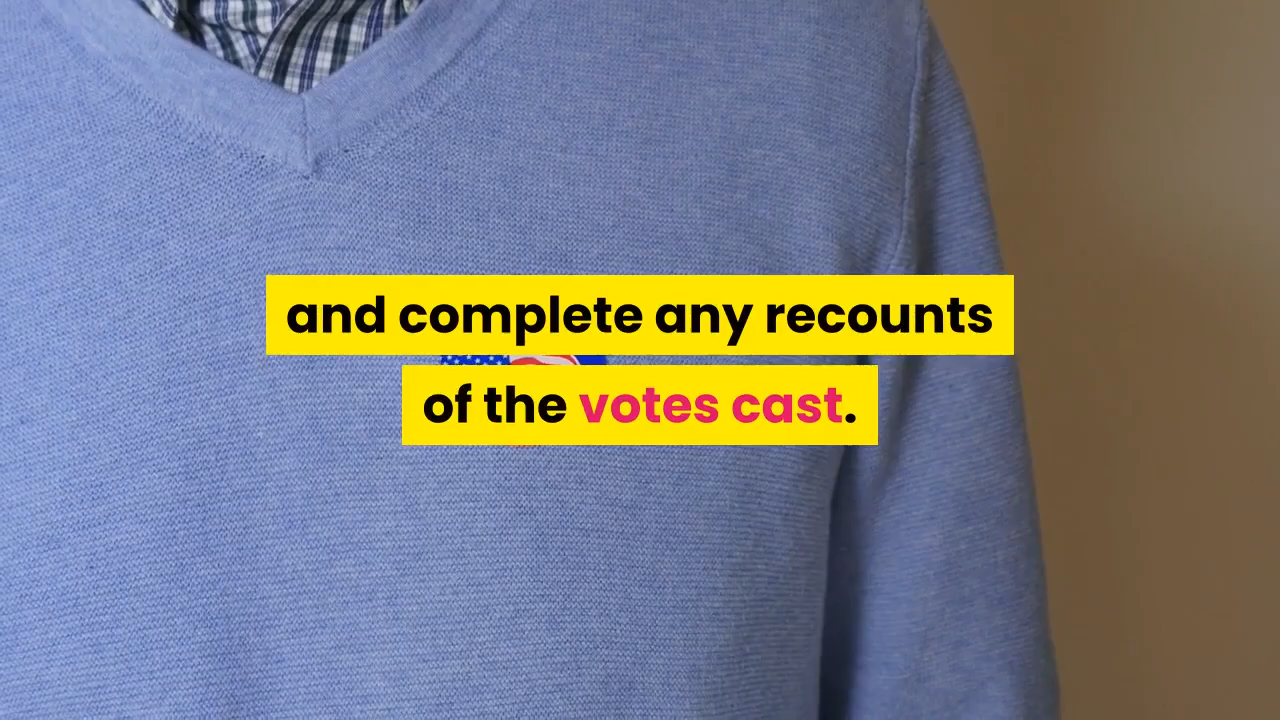 and complete any recounts
of the votes cast.